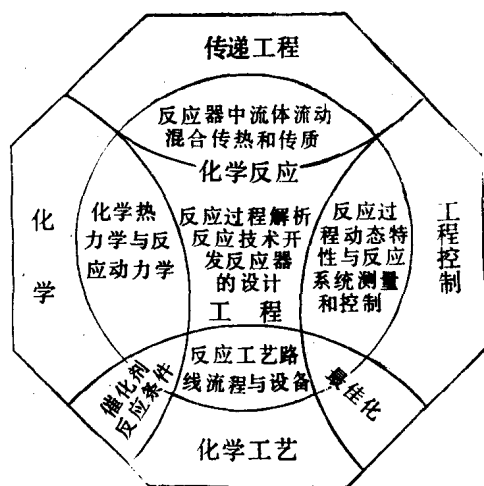 传递工程
反应器中流体流动
混合传热和传质
化学反应
化
学
化学热
力学与反
应动力学
反应过程解析
反应技术开
发反应器
的设计
工程
反应过
程动态特
性与反应
系统测量
和控制
工程控制
反应工艺路
线流程与设备
催化剂
反应条件
最佳化
化学工艺